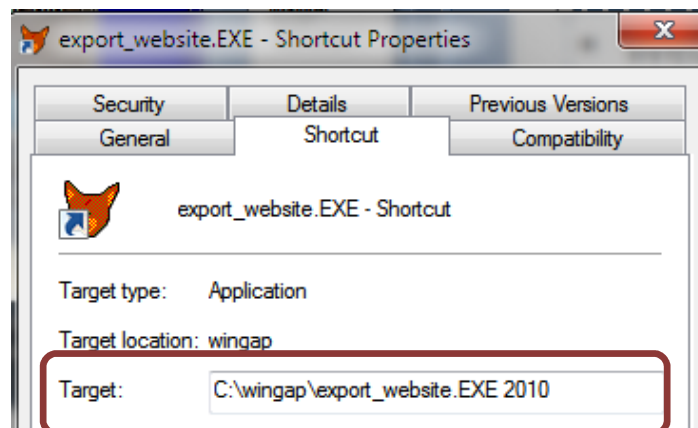 export_website.EXE - Shortcut Properties
x
Security Details Previous Versions
General Shortcut Compatibility
export_website.EXE - Shortcut
Target type: Application
Target location: wingap
Target: C:\wingap\export_website.EXE 2010